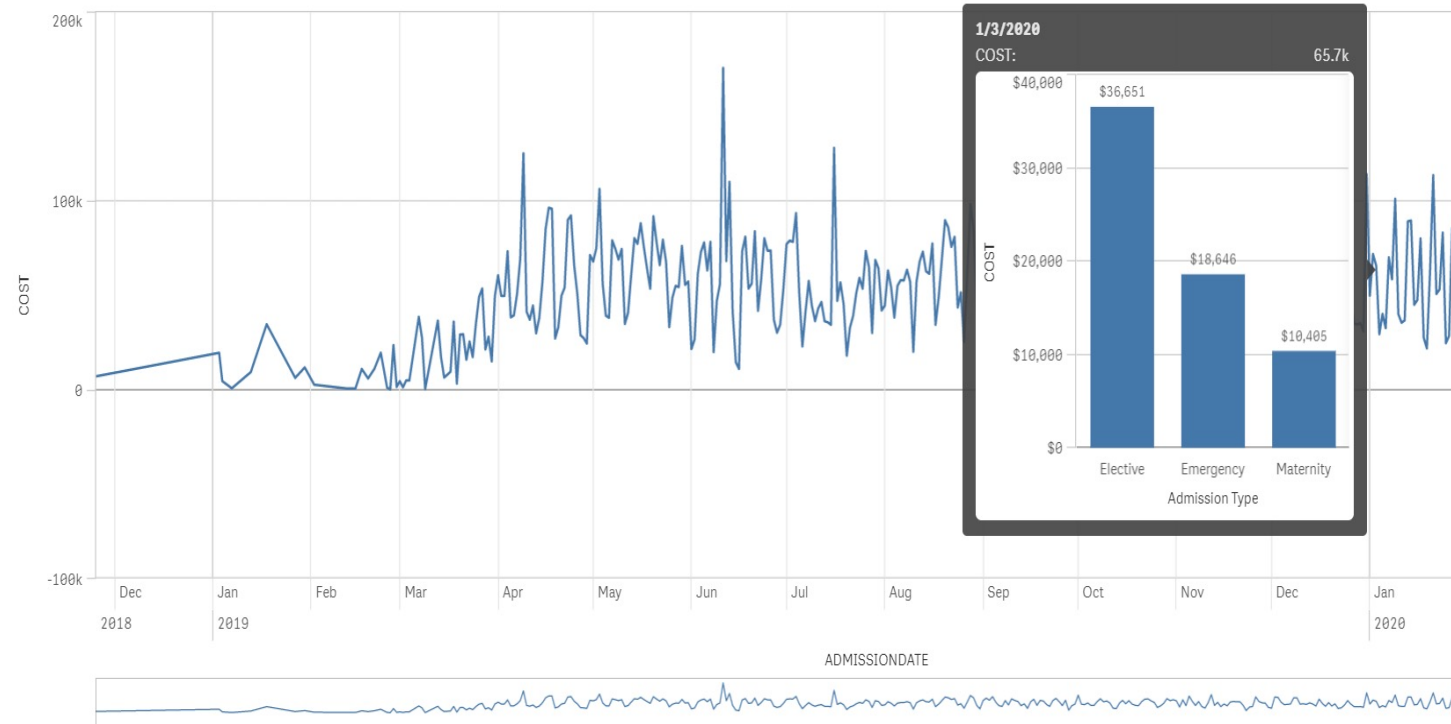 200k
100k
0
-100k
COST
Dec Jan Feb Mar Apr May Jun Jul Aug Sep Oct Nov Dec Jan
2018 2019 2020
ADMISSIONDATE
1/3/2020
COST: 65.7k
$40,000
$30,000
$20,000
$10,000
$0
COST
$36,651
$18,646
$10,405
Elective Emergency Maternity
Admission Type